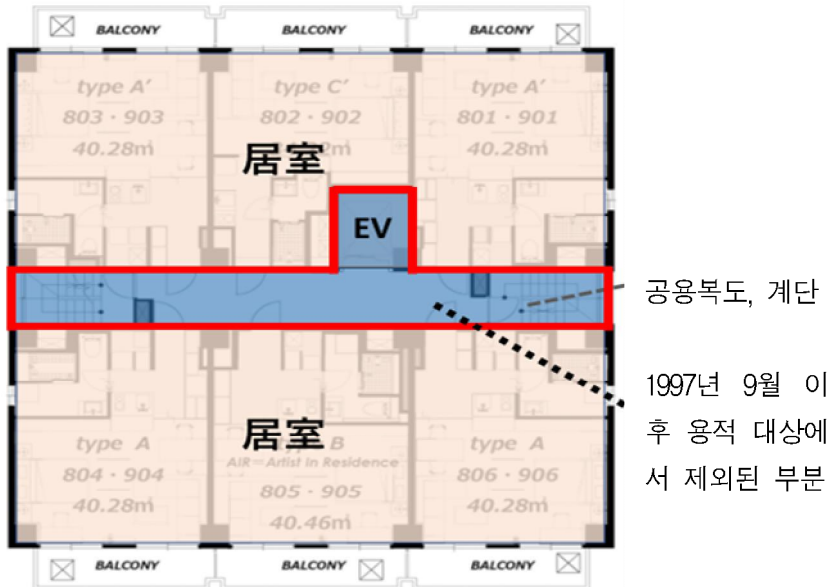 BALCONY BALCONY BALCONY
type A′ type C′ type A′
803・903 802・902 801・901
40.28㎡ 2㎡ 40.28㎡
居室
EV
공용복도, 계단
1997년 9월 이
후 용적 대상에
서 제외된 부분
居室
type A B type A
AIR=Artist in Residence
804・904 805・905 806・906
40.28㎡ 40.46㎡ 40.28㎡
BALCONY BALCONY BALCONY